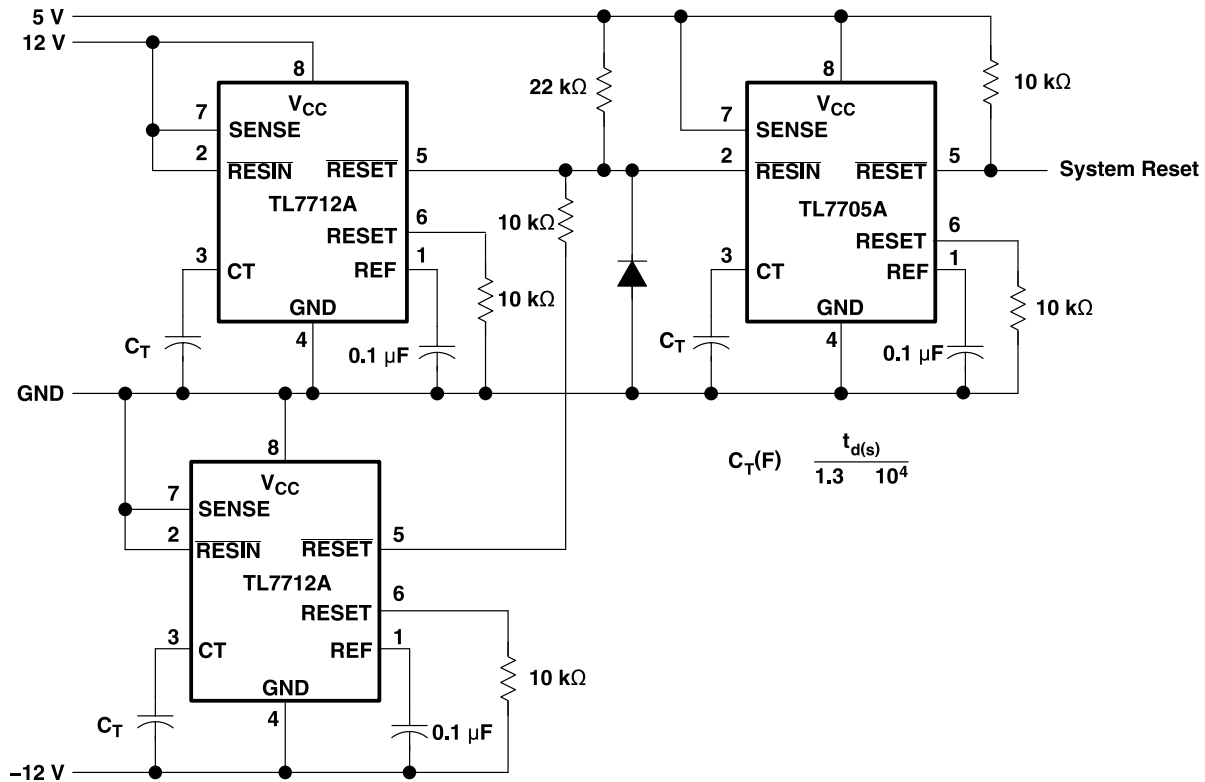 5 V
12 V
8
VCC
7
SENSE
2
RESIN
RESET
5
TL7712A
RESET
6
3
CT
REF
1
GND
4
CT
0.1 µF
10 kΩ
10 kΩ
22 kΩ
8
VCC
7
SENSE
2
RESIN
RESET
5
TL7705A
RESET
6
3
CT
REF
1
GND
4
CT
0.1 µF
10 kΩ
10 kΩ
System Reset
GND
8
VCC
7
SENSE
2
RESIN
RESET
5
TL7712A
RESET
6
3
CT
REF
1
GND
4
CT
0.1 µF
10 kΩ
–12 V
CT(F) td(s)
1.3 10⁴